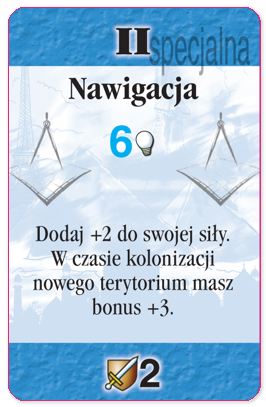 II
specjalna
Nawigacja
6
Dodaj +2 do swojej siły.
W czasie kolonizacji
nowego terytorium masz
bonus +3.
2